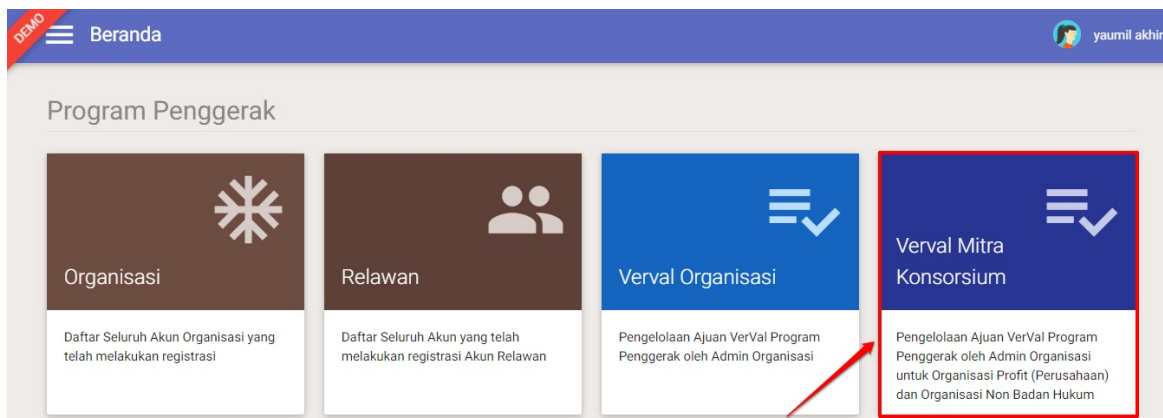 DEMO
Beranda
yaumil akhir
Program Penggerak
Organisasi
Daftar Seluruh Akun Organisasi yang
telah melakukan registrasi
Relawan
Daftar Seluruh Akun yang telah
melakukan registrasi Akun Relawan
Verval Organisasi
Pengelolaan Ajuan VerVal Program
Penggerak oleh Admin Organisasi
Verval Mitra
Konsorsium
Pengelolaan Ajuan VerVal Program
Penggerak oleh Admin Organisasi
untuk Organisasi Profit (Perusahaan)
dan Organisasi Non Badan Hukum